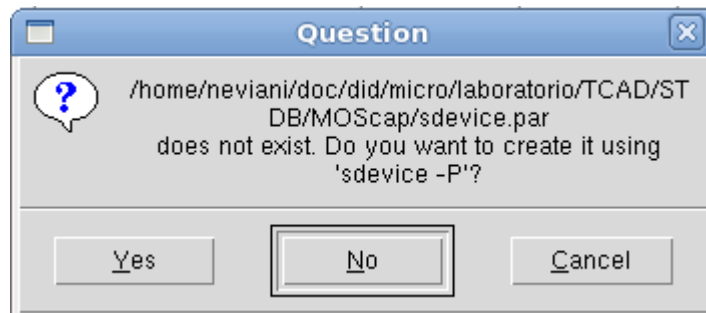 Question
/home/neviani/doc/did/micro/laboratorio/TCAD/ST
DB/MOScap/sdevice.par
does not exist. Do you want to create it using
'sdevice -P'?
Yes No Cancel